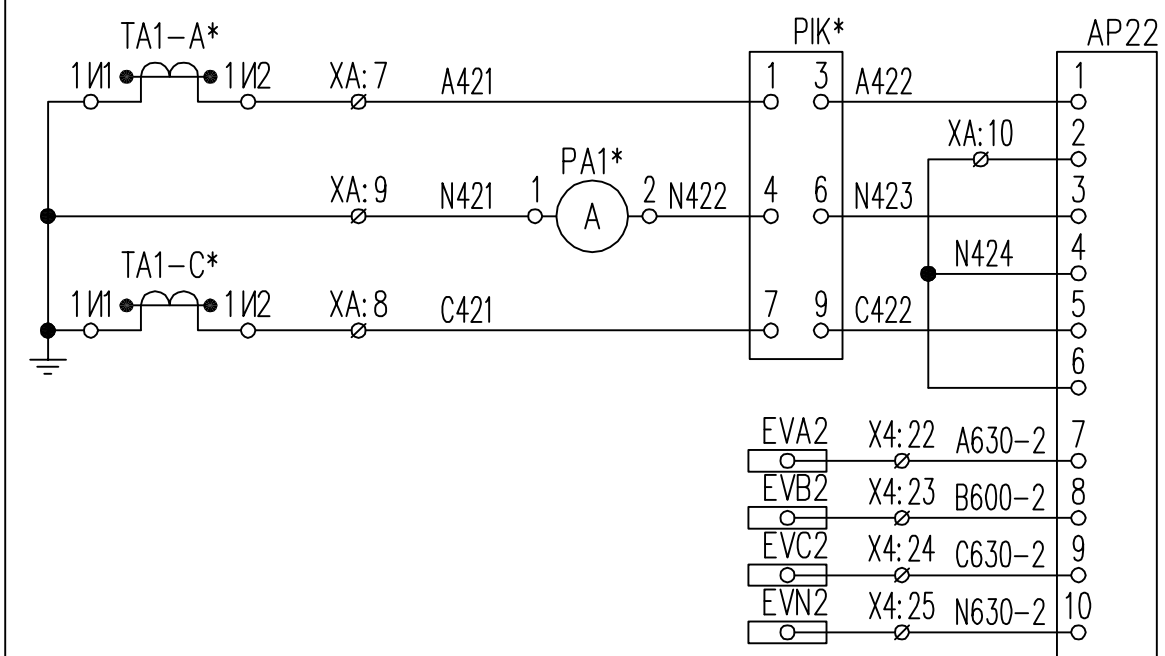 TA1-A*
PIK*
AP22
1И1
1И2
XA:7
A421
1
3
A422
1
XA:10
2
PA1*
XA:9
N421
1
A
2
N422
4
6
N423
3
TA1-C*
N424
4
1И1
1И2
XA:8
C421
7
9
C422
5
6
EVA2
X4:22
A630-2
7
EVB2
X4:23
B600-2
8
EVC2
X4:24
C630-2
9
EVN2
X4:25
N630-2
10